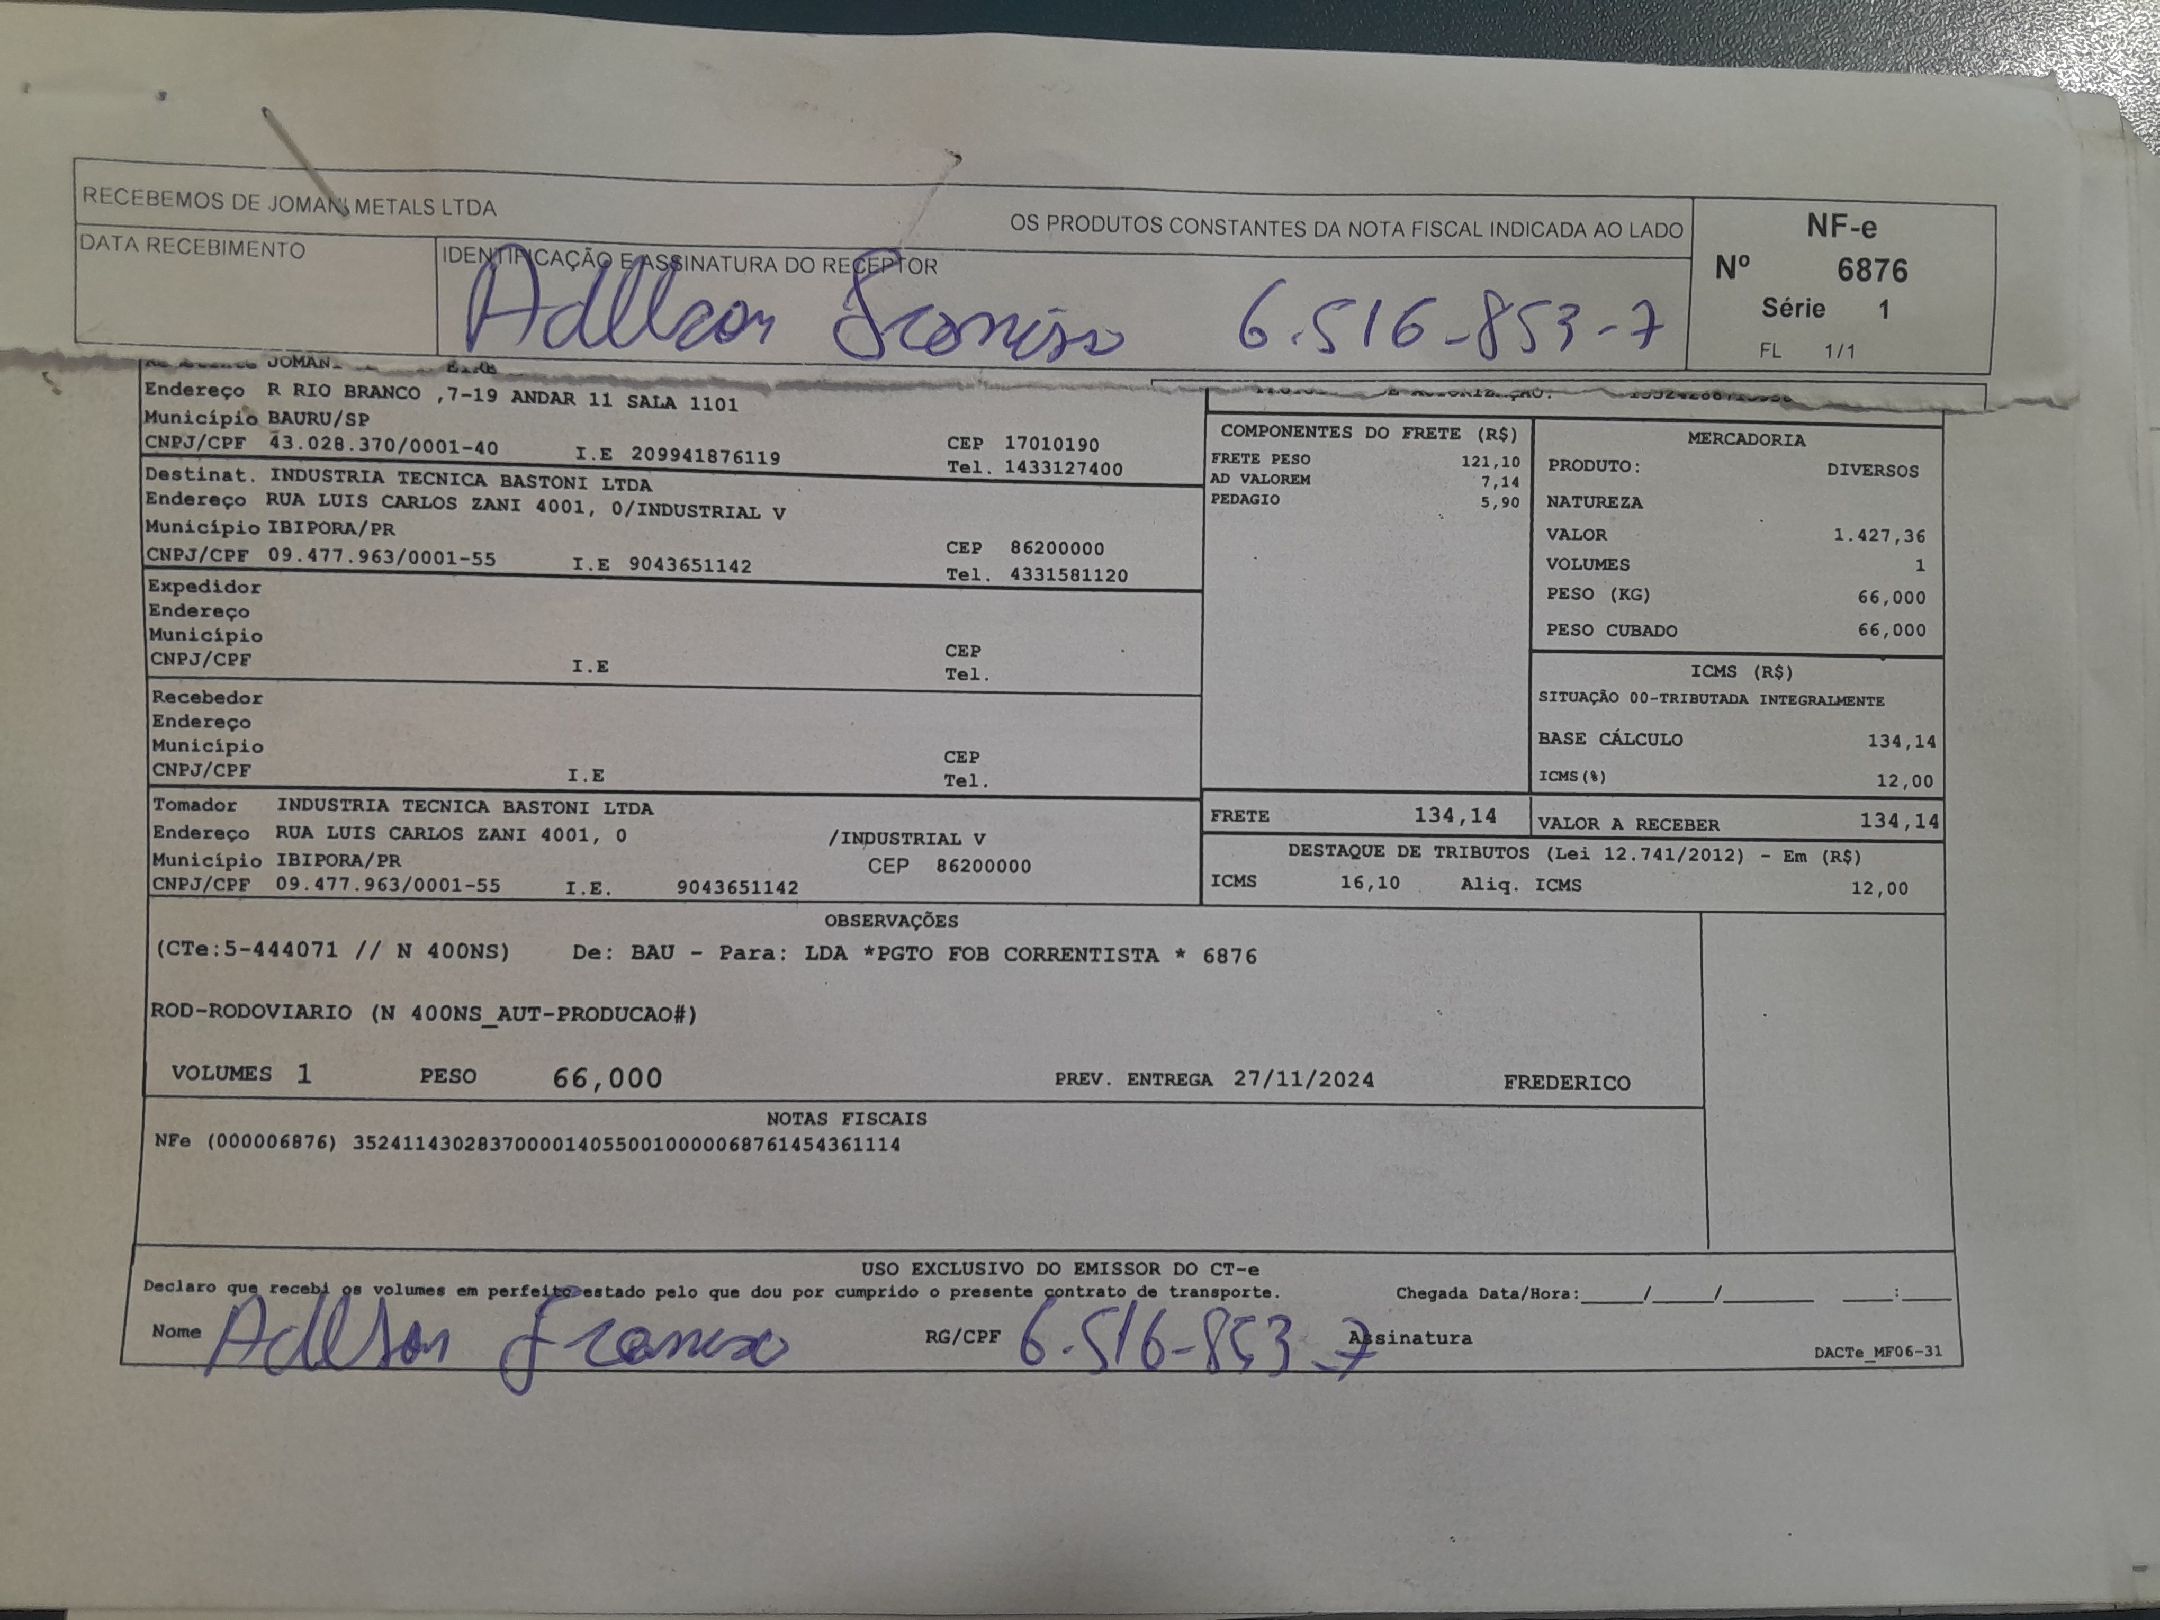 RECEBEMOS DE JOMANI METALS LTDA
OS PRODUTOS CONSTANTES DA NOTA FISCAL INDICADA AO LADO
NF-e
Nº 6876
Série 1
FL 1/1
DATA RECEBIMENTO
IDENTIFICAÇÃO E ASSINATURA DO RECEPTOR
6.516-853-7
JOMAN
Endereço R RIO BRANCO ,7-19 ANDAR 11 SALA 1101
Município BAURU/SP
CNPJ/CPF 43.028.370/0001-40 I.E 209941876119
CEP 17010190
Tel. 1433127400
Destinat. INDUSTRIA TECNICA BASTONI LTDA
Endereço RUA LUIS CARLOS ZANI 4001, 0/INDUSTRIAL V
Município IBIPORA/PR
CNPJ/CPF 09.477.963/0001-55 I.E 9043651142
CEP 86200000
Tel. 4331581120
Expedidor
Endereço
Município
CNPJ/CPF I.E
CEP
Tel.
Recebedor
Endereço
Município
CNPJ/CPF I.E
CEP
Tel.
Tomador INDUSTRIA TECNICA BASTONI LTDA
Endereço RUA LUIS CARLOS ZANI 4001, 0 /INDUSTRIAL V
Município IBIPORA/PR CEP 86200000
CNPJ/CPF 09.477.963/0001-55 I.E. 9043651142
COMPONENTES DO FRETE (R$)
FRETE PESO 121,10
AD VALOREM 7,14
PEDAGIO 5,90
MERCADORIA
PRODUTO: DIVERSOS
NATUREZA
VALOR 1.427,36
VOLUMES 1
PESO (KG) 66,000
PESO CUBADO 66,000
ICMS (R$)
SITUAÇÃO 00-TRIBUTADA INTEGRALMENTE
BASE CÁLCULO 134,14
ICMS(%) 12,00
FRETE 134,14
VALOR A RECEBER 134,14
DESTAQUE DE TRIBUTOS (Lei 12.741/2012) - Em (R$)
ICMS 16,10 Aliq. ICMS 12,00
OBSERVAÇÕES
(CTe:5-444071 // N 400NS) De: BAU - Para: LDA *PGTO FOB CORRENTISTA * 6876
ROD-RODOVIARIO (N 400NS_AUT-PRODUCAO#)
VOLUMES 1 PESO 66,000 PREV. ENTREGA 27/11/2024 FREDERICO
NOTAS FISCAIS
NFe (000006876) 35241143028370000140550010000068761454361114
USO EXCLUSIVO DO EMISSOR DO CT-e
Declaro que recebi os volumes em perfeito estado pelo que dou por cumprido o presente contrato de transporte. Chegada Data/Hora:_____/_____/________ ____:____
Nome RG/CPF 6.516-853-7 Assinatura
DACTe_MF06-31